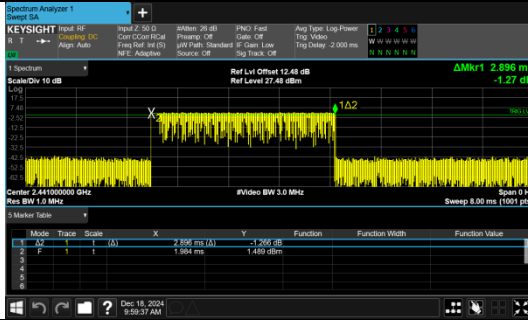 Spectrum Analyzer 1
Swept SA
KEYSIGHT Input: RF Input Z: 50 Ω #Atten: 26 dB PNO: Fast Avg Type: Log-Power 1 2 3 4 5 6
R T Coupling: DC Corr CCorr RCal Preamp: Off Gate: Off Trig: Video W W W W W W
Align: Auto Freq Ref: Int (S) µW Path: Standard IF Gain: Low Trig Delay: -2.000 ms N N N N N N
LV NFE: Adaptive Source: Off Sig Track: Off
1 Spectrum Ref Lvl Offset 12.48 dB ΔMkr1 2.896 m
Scale/Div 10 dB Ref Level 27.48 dBm -1.27 d
Log
17.5
7.48 X2 1Δ2
-2.52
-12.5
-22.5
-32.5
-42.5
-52.5
-62.5
Center 2.441000000 GHz #Video BW 3.0 MHz Span 0 H
Res BW 1.0 MHz Sweep 8.00 ms (1001 pts
5 Marker Table
Mode Trace Scale X Y Function Function Width Function Value
1 Δ2 1 t (Δ) 2.896 ms (Δ) -1.266 dB
2 F 1 t 1.984 ms 1.489 dBm
3
4
5
6
Dec 18, 2024
9:59:37 AM